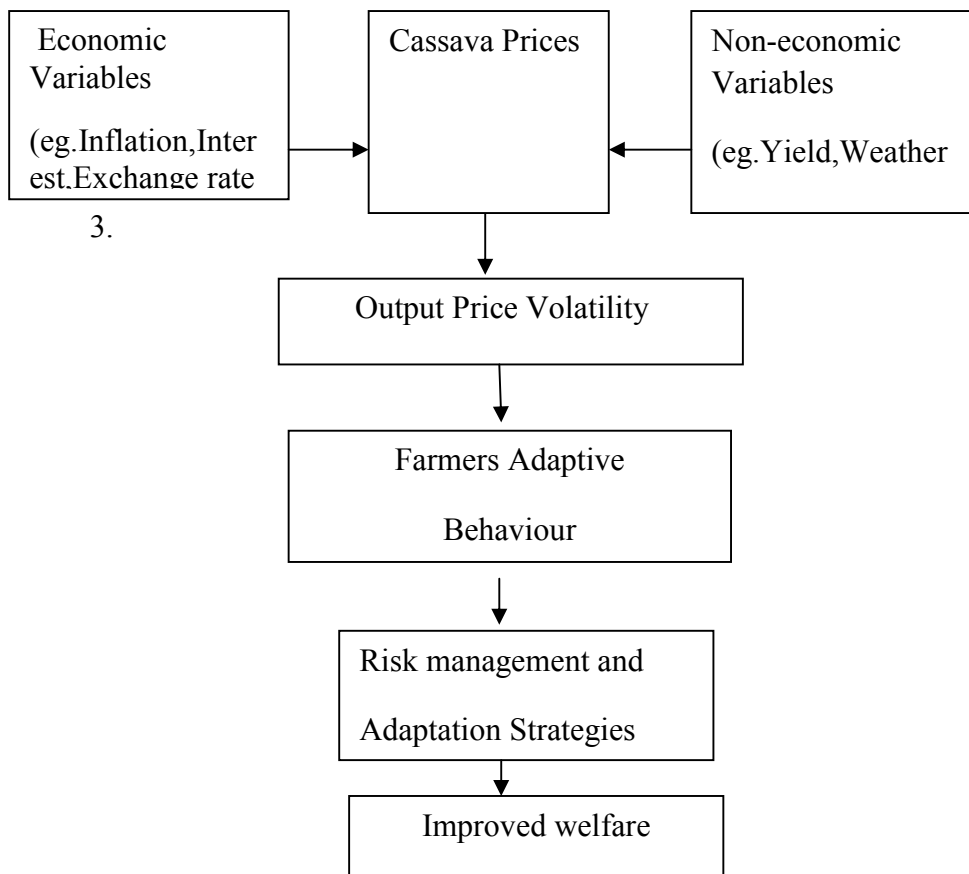 Economic
Variables
(eg.Inflation,Inter
est,Exchange rate
Cassava Prices
Non-economic
Variables
(eg.Yield,Weather
3.
Output Price Volatility
Farmers Adaptive
Behaviour
Risk management and
Adaptation Strategies
Improved welfare